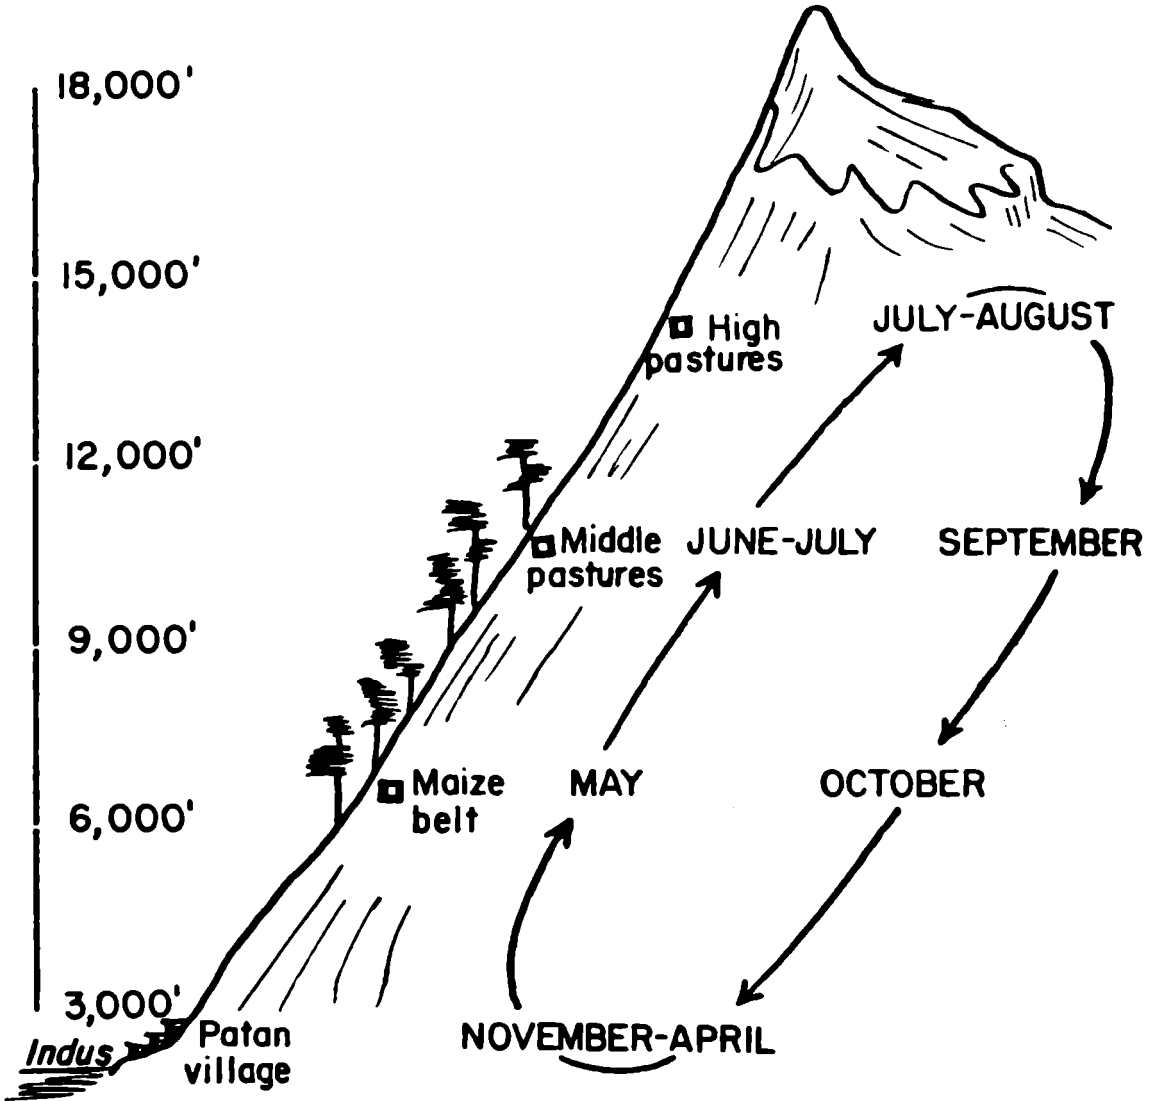 18,000'
15,000'
JULY-AUGUST
High
pastures
12,000'
Middle
pastures
JUNE-JULY
SEPTEMBER
9,000'
Maize
belt
MAY
OCTOBER
6,000'
3,000'
Indus
Patan
village
NOVEMBER-APRIL